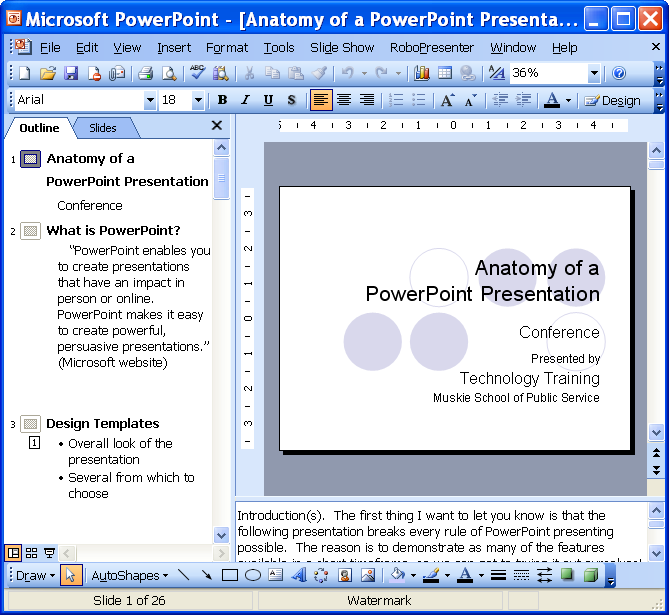 Microsoft PowerPoint - [Anatomy of a PowerPoint Presenta...
File Edit View Insert Format Tools Slide Show RoboPresenter Window Help
36%
Arial 18 B I U S A A A Design
Outline Slides
5 4 3 2 1 0 1 2 3 4
1 Anatomy of a
PowerPoint Presentation
Conference
2 What is PowerPoint?
"PowerPoint enables you
to create presentations
that have an impact in
person or online.
PowerPoint makes it easy
to create powerful,
persuasive presentations."
(Microsoft website)
3 Design Templates
1 • Overall look of the
presentation
• Several from which to
choose
3
2
1
0
1
2
3
Anatomy of a
PowerPoint Presentation
Conference
Presented by
Technology Training
Muskie School of Public Service
Introduction(s). The first thing I want to let you know is that the
following presentation breaks every rule of PowerPoint presenting
possible. The reason is to demonstrate as many of the features
Draw AutoShapes A A
Slide 1 of 26 Watermark